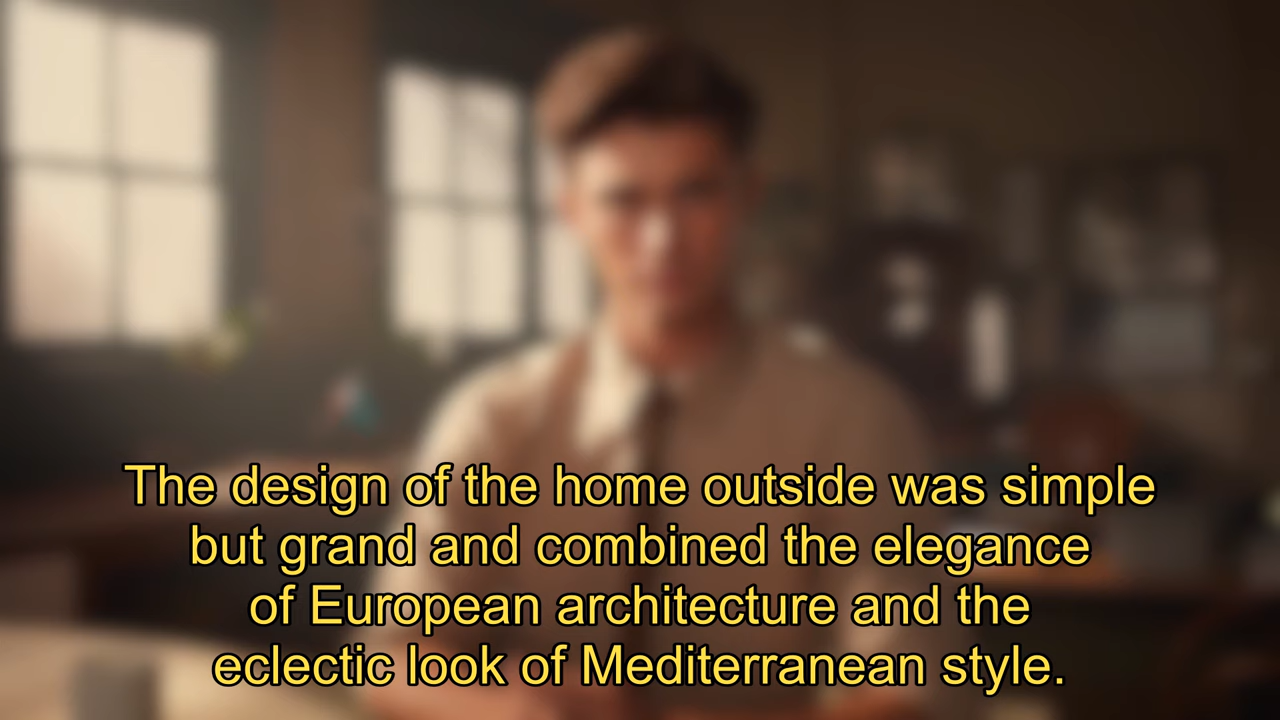 The design of the home outside was simple
but grand and combined the elegance
of European architecture and the
eclectic look of Mediterranean style.